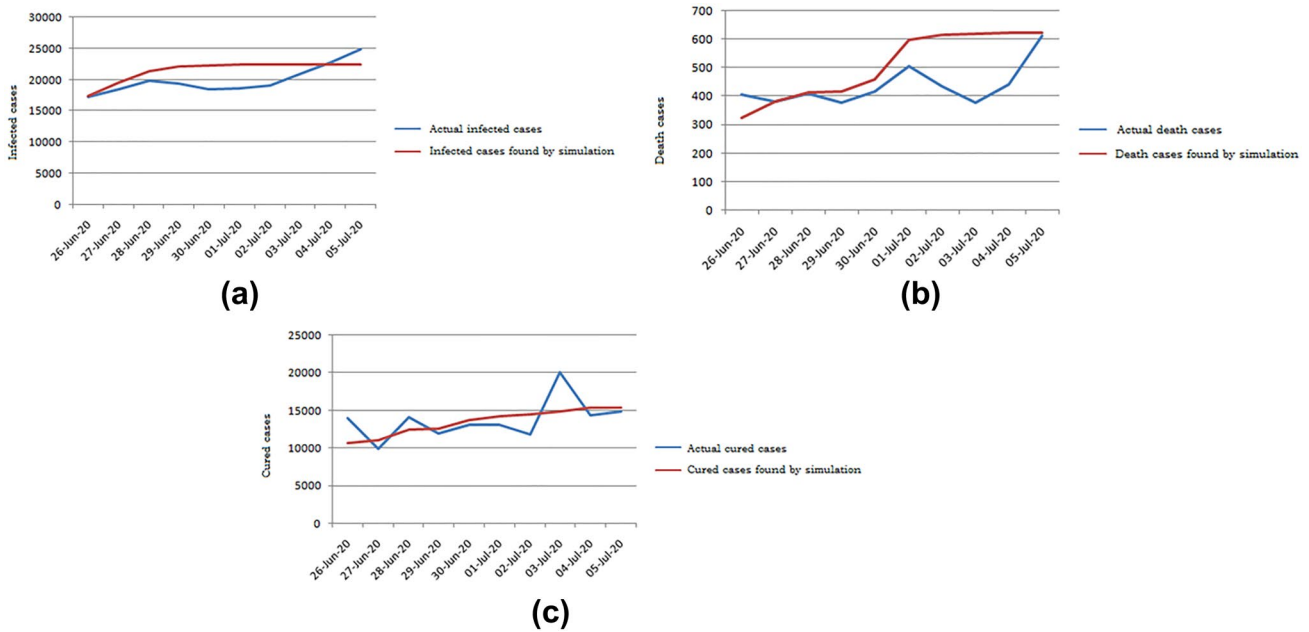 30000
25000
20000
15000
10000
5000
0
Infected cases
26-Jun-20
27-Jun-20
28-Jun-20
29-Jun-20
30-Jun-20
01-Jul-20
02-Jul-20
03-Jul-20
04-Jul-20
05-Jul-20
Actual infected cases
Infected cases found by simulation
(a)
700
600
500
400
300
200
100
0
Death cases
26-Jun-20
27-Jun-20
28-Jun-20
29-Jun-20
30-Jun-20
01-Jul-20
02-Jul-20
03-Jul-20
04-Jul-20
05-Jul-20
Actual death cases
Death cases found by simulation
(b)
25000
20000
15000
10000
5000
0
Cured cases
26-Jun-20
27-Jun-20
28-Jun-20
29-Jun-20
30-Jun-20
01-Jul-20
02-Jul-20
03-Jul-20
04-Jul-20
05-Jul-20
Actual cured cases
Cured cases found by simulation
(c)